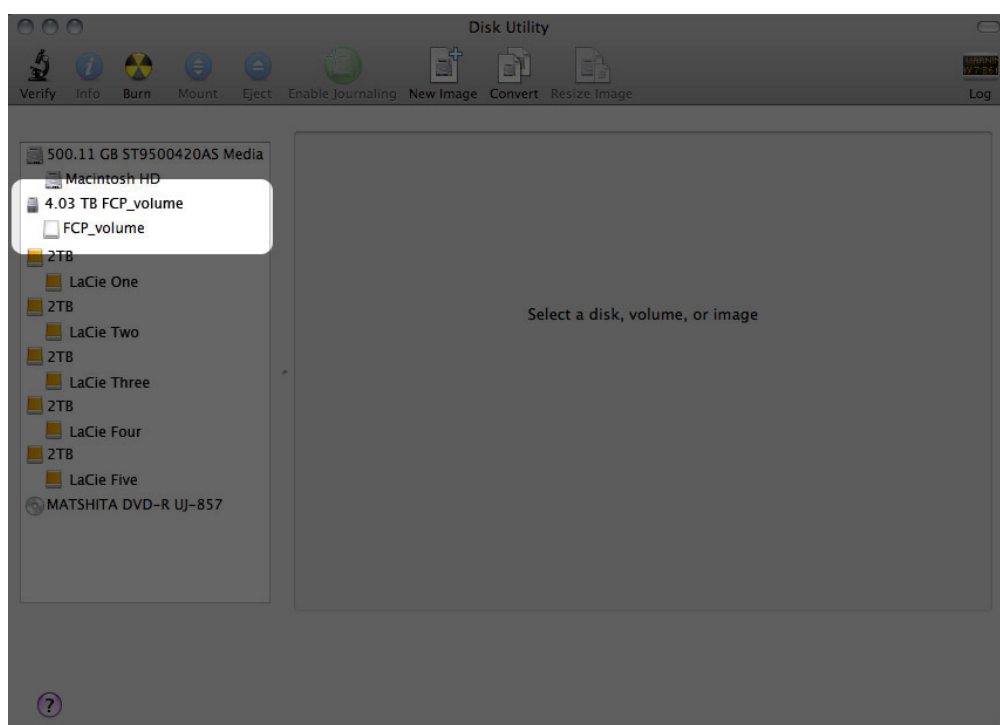 Disk Utility
Verify Info Burn Mount Eject Enable Journaling New Image Convert Resize Image Log
500.11 GB ST9500420AS Media
Macintosh HD
4.03 TB FCP_volume
FCP_volume
2TB
LaCie One
2TB
LaCie Two
2TB
LaCie Three
2TB
LaCie Four
2TB
LaCie Five
MATSHITA DVD-R UJ-857
Select a disk, volume, or image
?